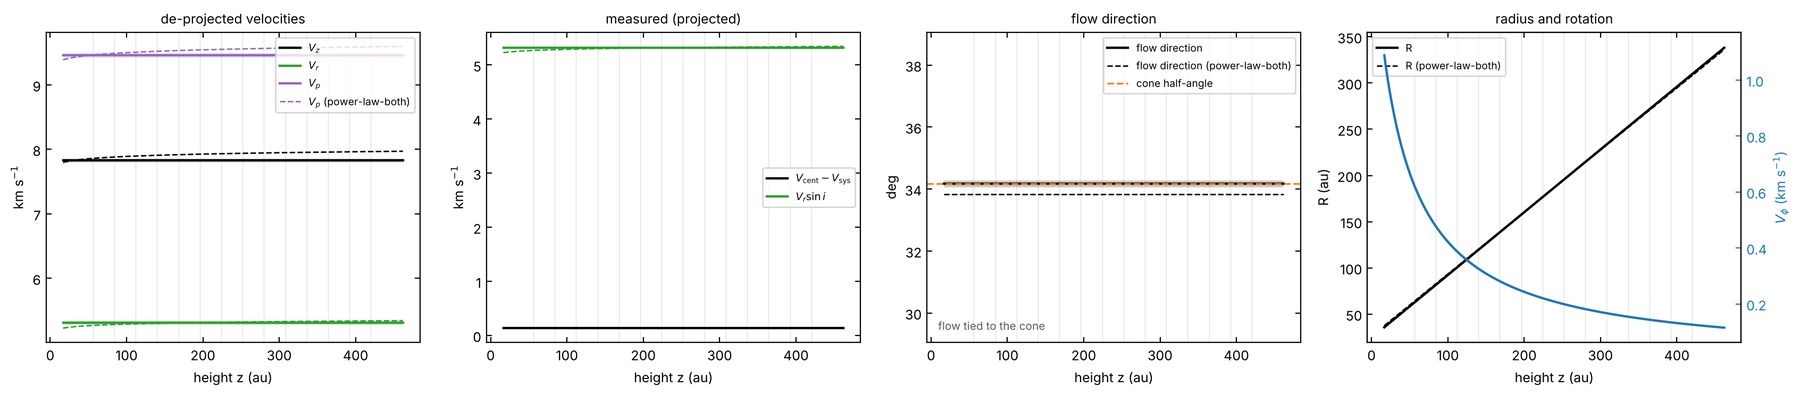 de-projected velocities
9
8
7
6
km s⁻¹
0 100 200 300 400
height z (au)
V_z
V_r
V_p
V_p (power-law-both)
measured (projected)
5
4
3
2
1
0
km s⁻¹
0 100 200 300 400
height z (au)
V_cent − V_sys
V_r sin i
flow direction
38
36
34
32
30
deg
0 100 200 300 400
height z (au)
flow direction
flow direction (power-law-both)
cone half-angle
flow tied to the cone
radius and rotation
350
300
250
200
150
100
50
R (au)
0 100 200 300 400
height z (au)
R
R (power-law-both)
1.0
0.8
0.6
0.4
0.2
V_ϕ (km s⁻¹)